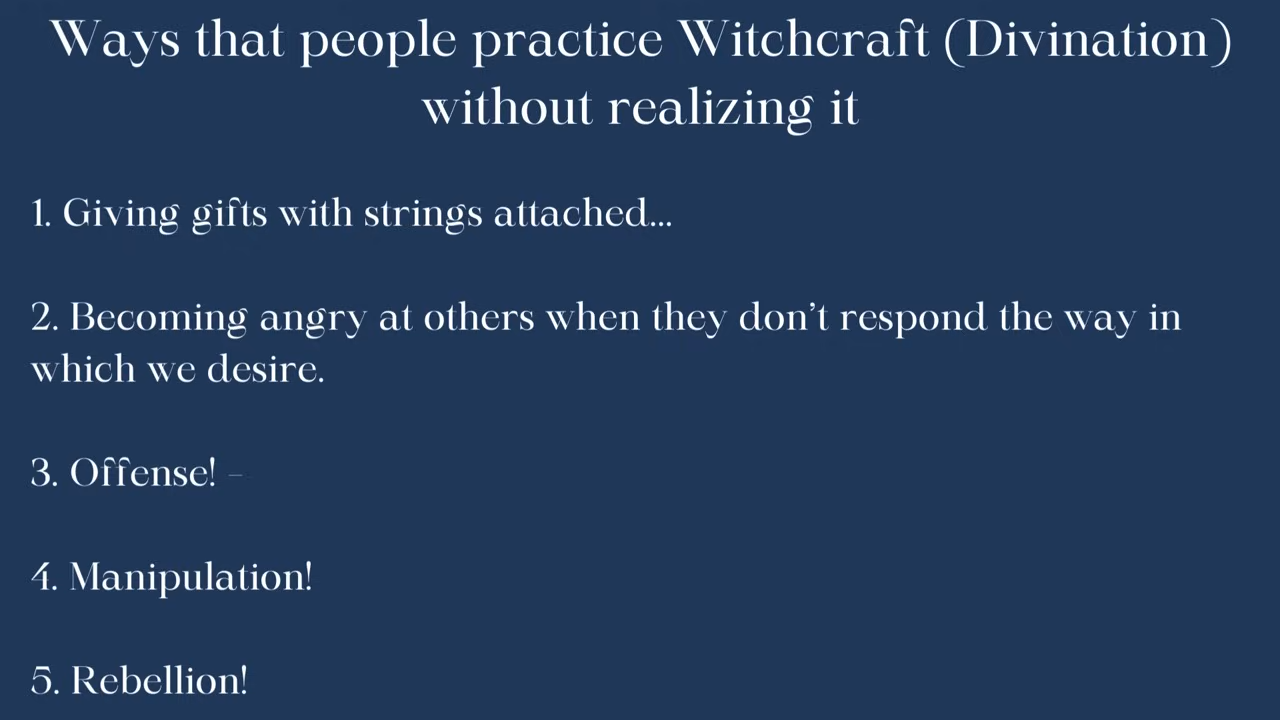 Ways that people practice Witchcraft (Divination)
without realizing it
1. Giving gifts with strings attached...
2. Becoming angry at others when they don't respond the way in
which we desire.
3. Offense! –
4. Manipulation!
5. Rebellion!